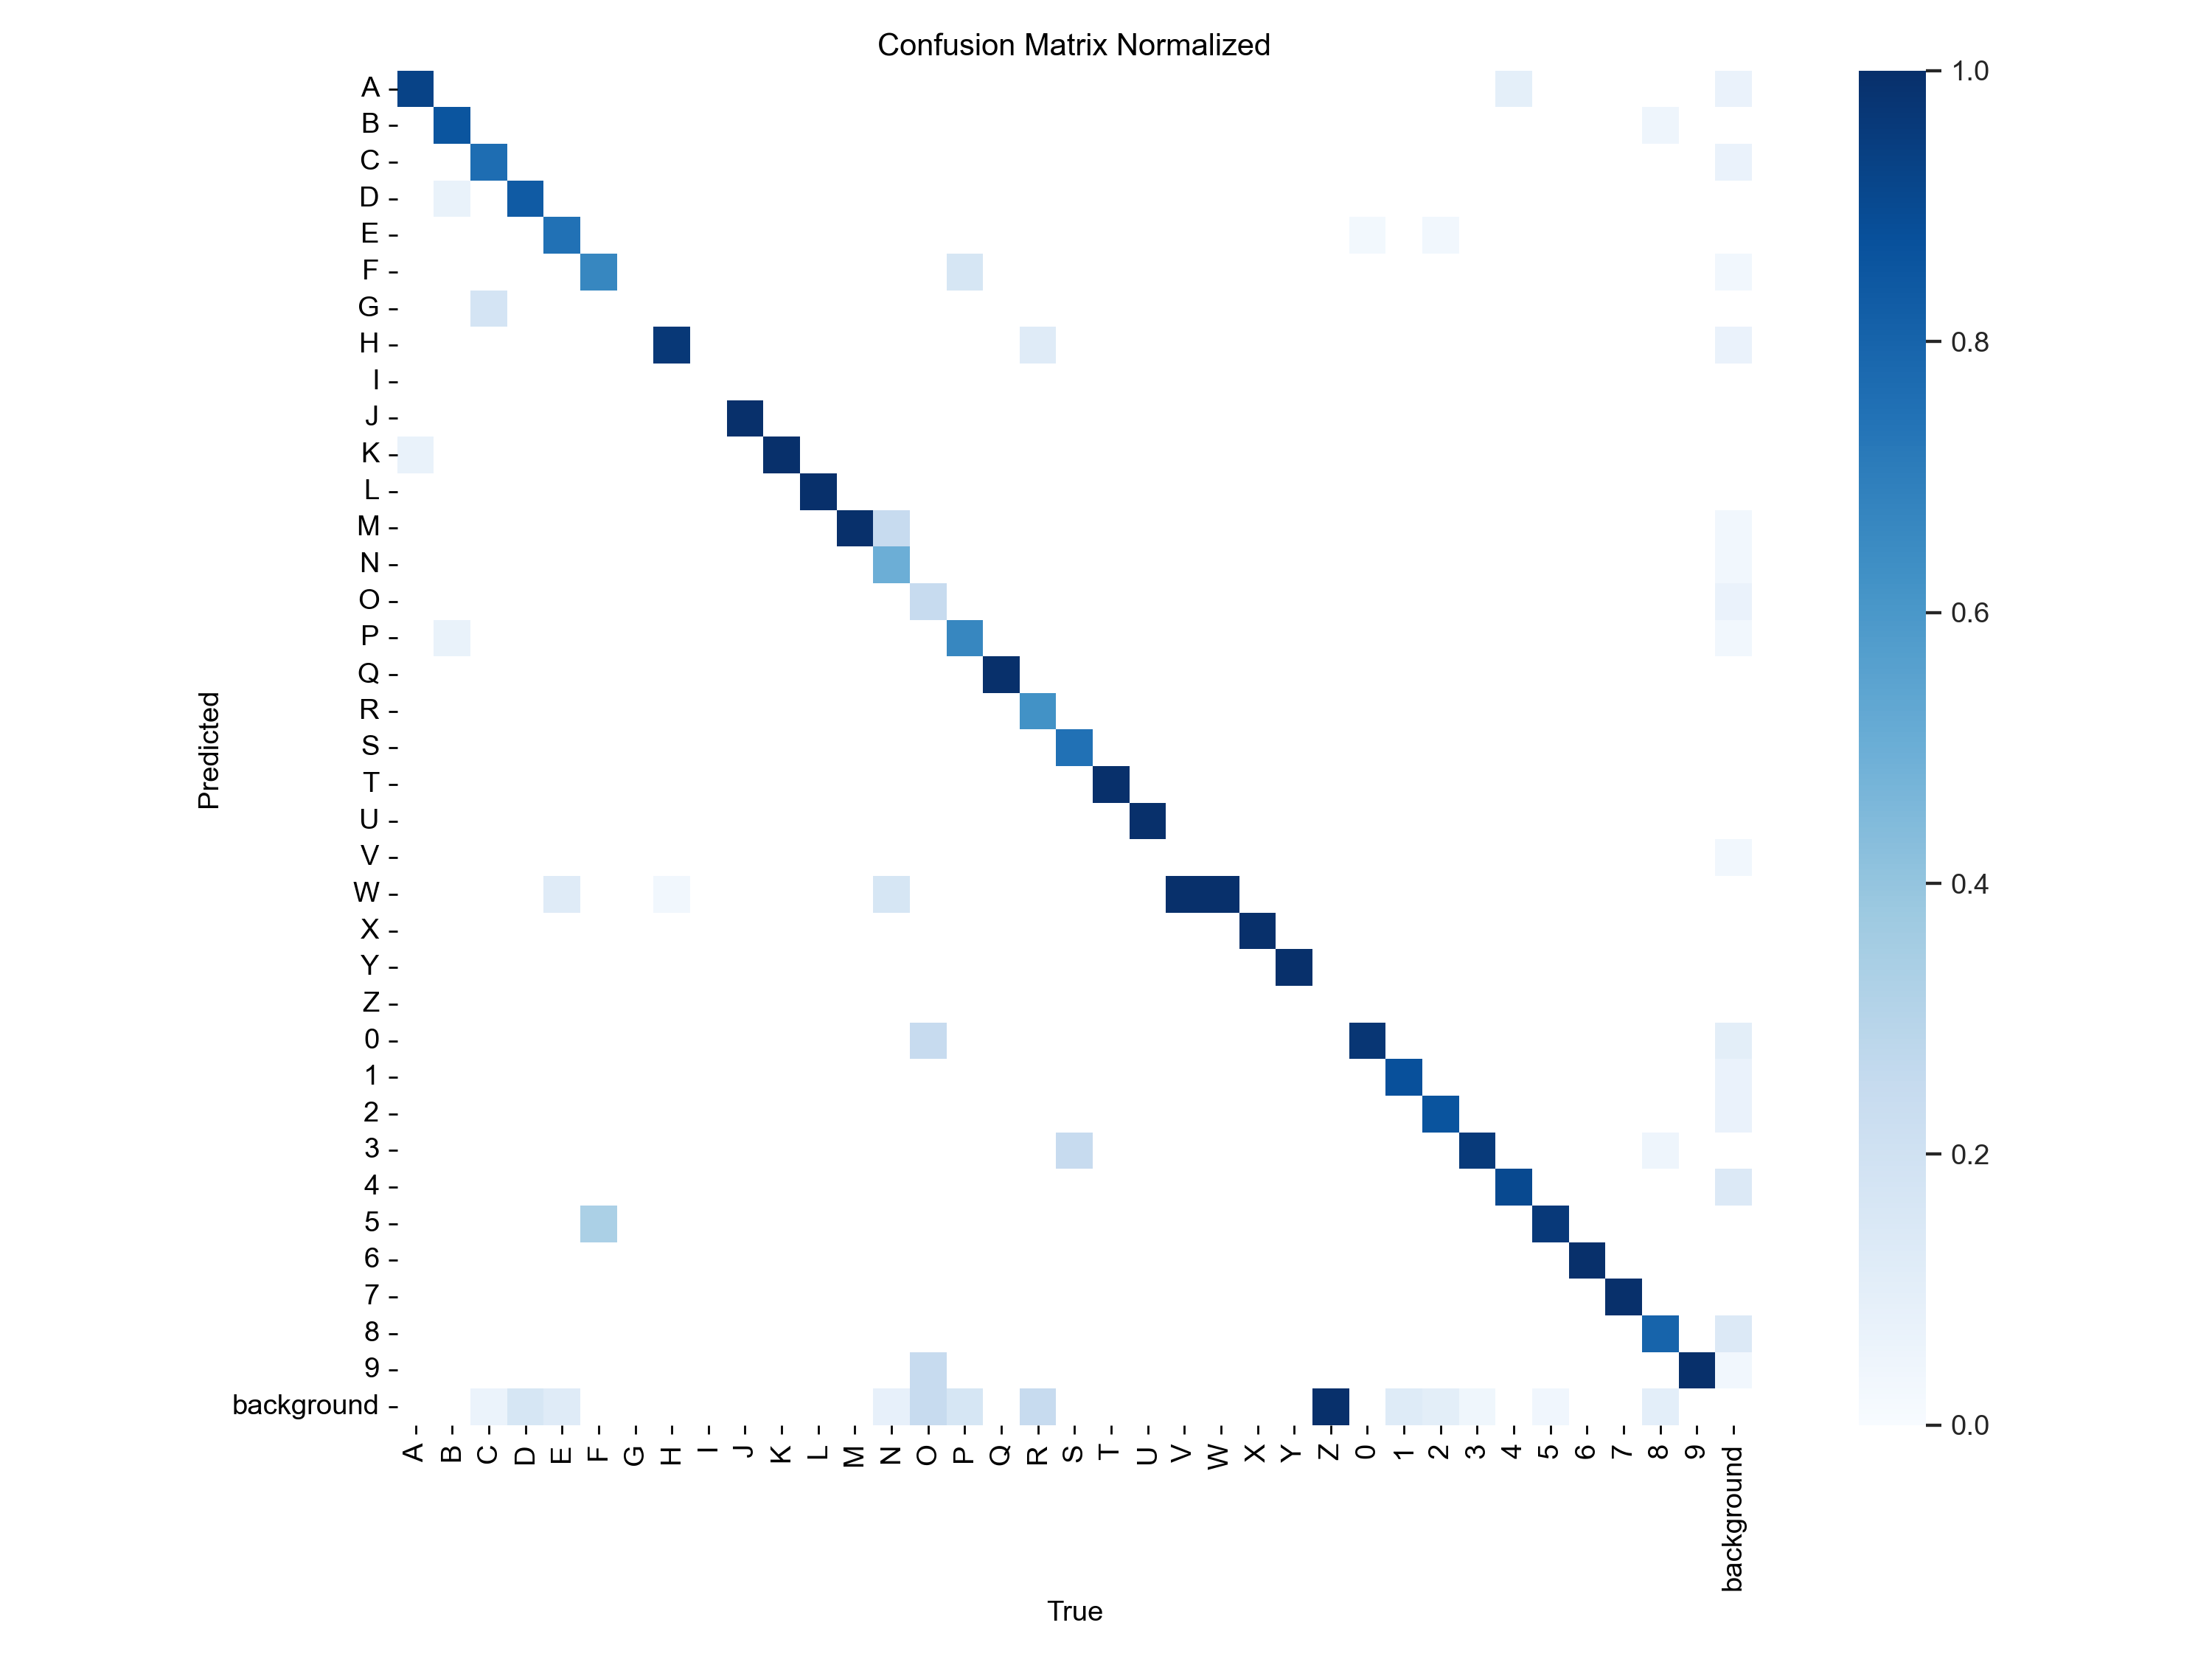 Confusion Matrix Normalized
A
B
C
D
E
F
G
H
I
J
K
L
M
N
O
P
Q
R
S
T
U
V
W
X
Y
Z
0
1
2
3
4
5
6
7
8
9
background
Predicted
A B C D E F G H I J K L M N O P Q R S T U V W X Y Z 0 1 2 3 4 5 6 7 8 9 background
True
1.0
0.8
0.6
0.4
0.2
0.0